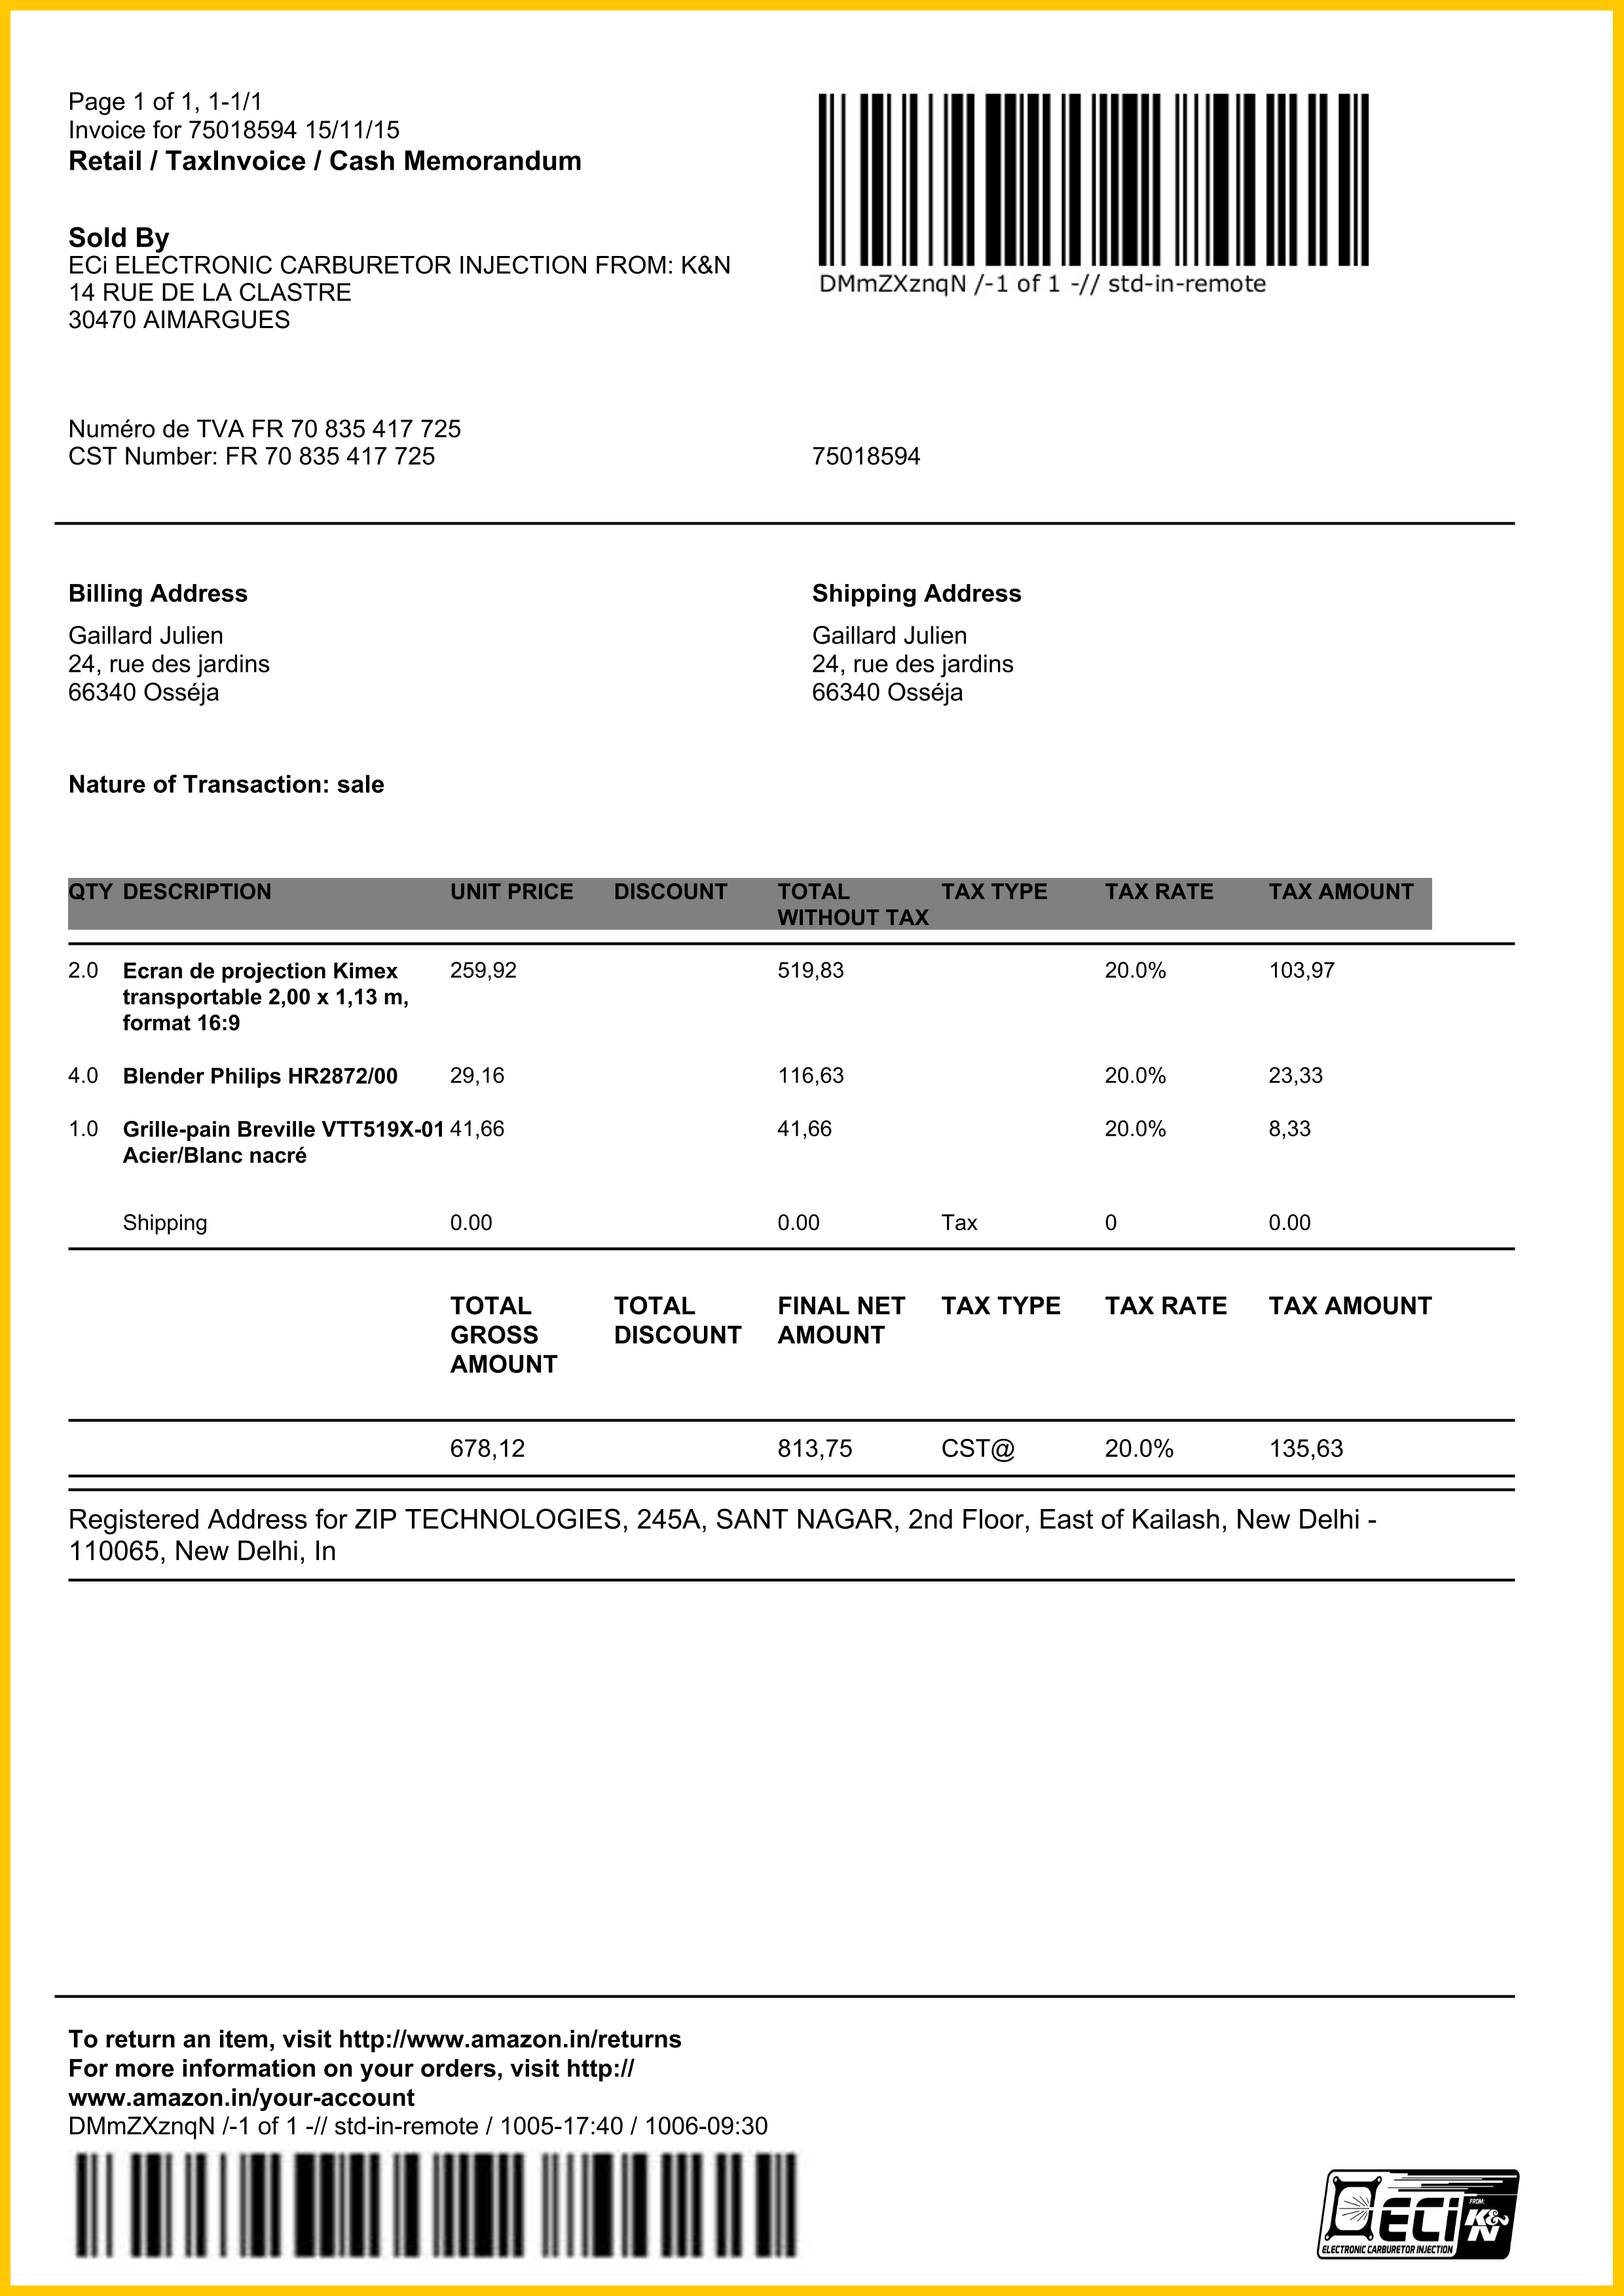 Page 1 of 1, 1-1/1
Invoice for 75018594 15/11/15
Retail / TaxInvoice / Cash Memorandum
DMmZXznqN /-1 of 1 -// std-in-remote
Sold By
ECi ELECTRONIC CARBURETOR INJECTION FROM: K&N
14 RUE DE LA CLASTRE
30470 AIMARGUES
Numéro de TVA FR 70 835 417 725
CST Number: FR 70 835 417 725 75018594
Billing Address
Gaillard Julien
24, rue des jardins
66340 Osséja
Shipping Address
Gaillard Julien
24, rue des jardins
66340 Osséja
Nature of Transaction: sale
QTY DESCRIPTION UNIT PRICE DISCOUNT TOTAL TAX TYPE TAX RATE TAX AMOUNT
WITHOUT TAX
2.0 Ecran de projection Kimex 259,92 519,83 20.0% 103,97
transportable 2,00 x 1,13 m,
format 16:9
4.0 Blender Philips HR2872/00 29,16 116,63 20.0% 23,33
1.0 Grille-pain Breville VTT519X-01 41,66 41,66 20.0% 8,33
Acier/Blanc nacré
Shipping 0.00 0.00 Tax 0 0.00
TOTAL TOTAL FINAL NET TAX TYPE TAX RATE TAX AMOUNT
GROSS DISCOUNT AMOUNT
AMOUNT
678,12 813,75 CST@ 20.0% 135,63
Registered Address for ZIP TECHNOLOGIES, 245A, SANT NAGAR, 2nd Floor, East of Kailash, New Delhi -
110065, New Delhi, In
To return an item, visit http://www.amazon.in/returns
For more information on your orders, visit http://
www.amazon.in/your-account
DMmZXznqN /-1 of 1 -// std-in-remote / 1005-17:40 / 1006-09:30
ECi FROM: K&N
ELECTRONIC CARBURETOR INJECTION